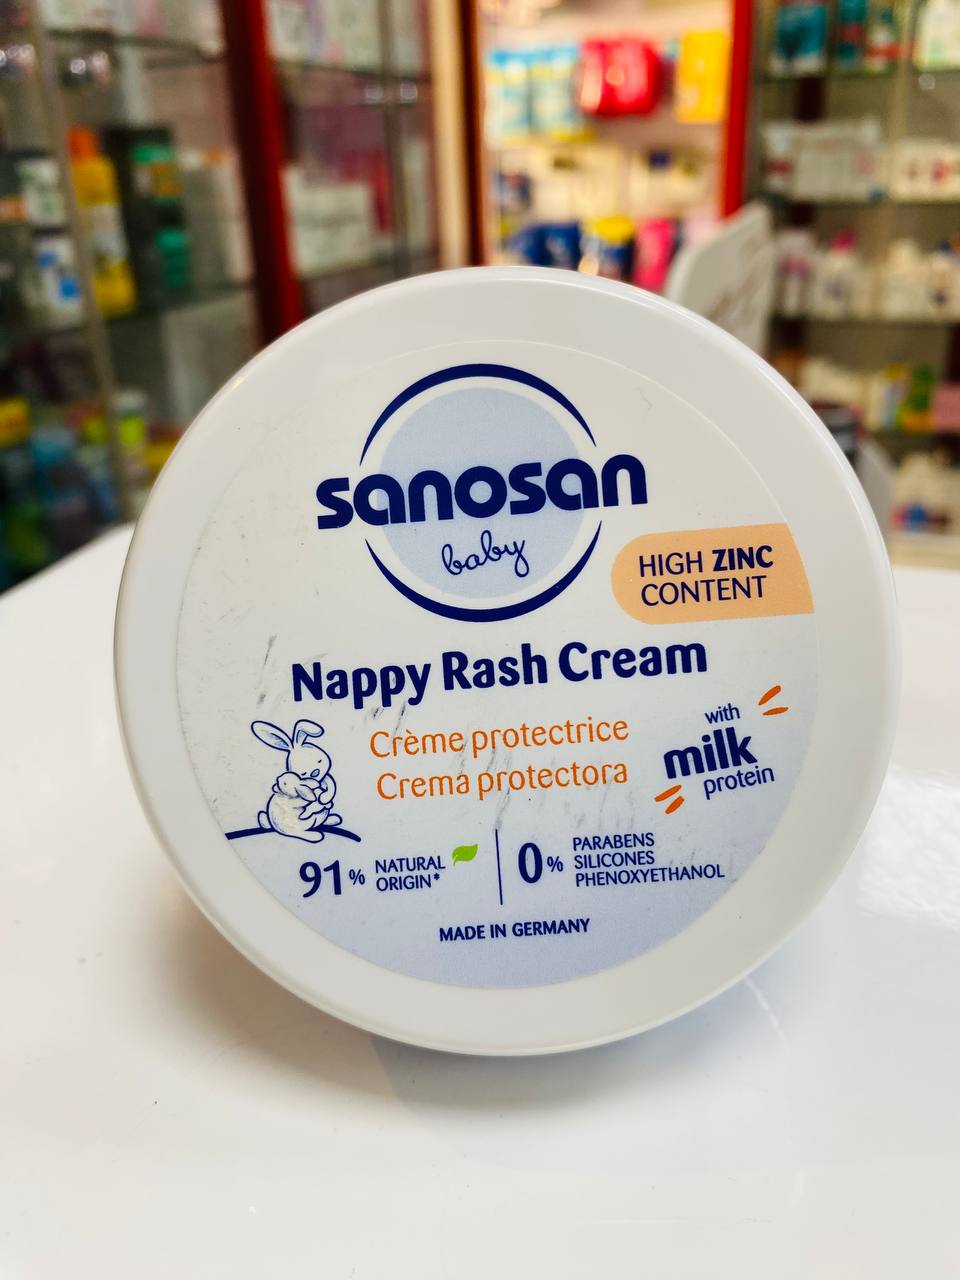 sanosan
baby
HIGH ZINC
CONTENT
Nappy Rash Cream
Crème protectrice
Crema protectora
with
milk
protein
91% NATURAL
ORIGIN*
0% PARABENS
SILICONES
PHENOXYETHANOL
MADE IN GERMANY